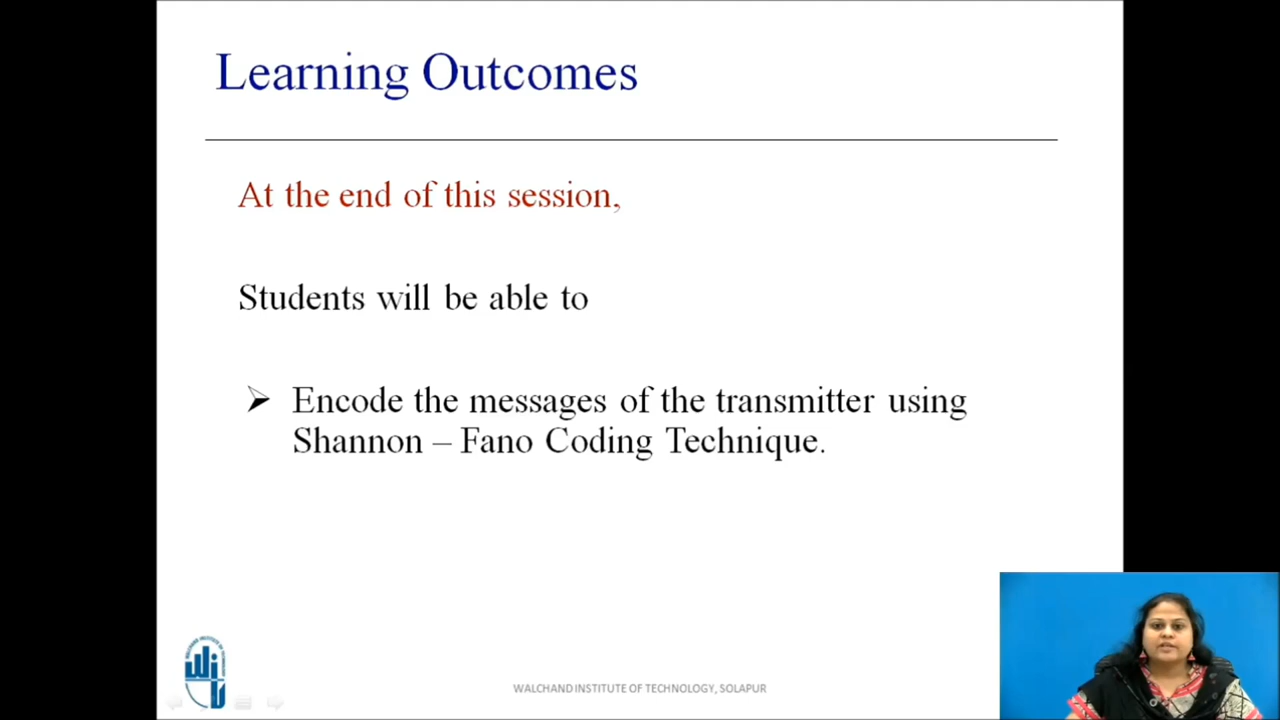 Learning Outcomes
At the end of this session,
Students will be able to
Encode the messages of the transmitter using
Shannon – Fano Coding Technique.
WALCHAND INSTITUTE OF TECHNOLOGY, SOLAPUR